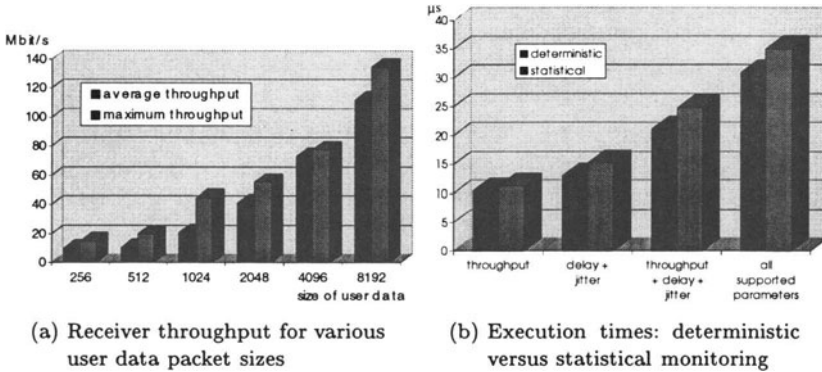 Mbit/s
140
120
100
80
60
40
20
0
average throughput
maximum throughput
256 512 1024 2048 4096 8192
size of user data
(a) Receiver throughput for various
user data packet sizes
µs
40
35
30
25
20
15
10
5
0
deterministic
statistical
throughput delay + jitter throughput + delay + jitter all supported parameters
(b) Execution times: deterministic
versus statistical monitoring